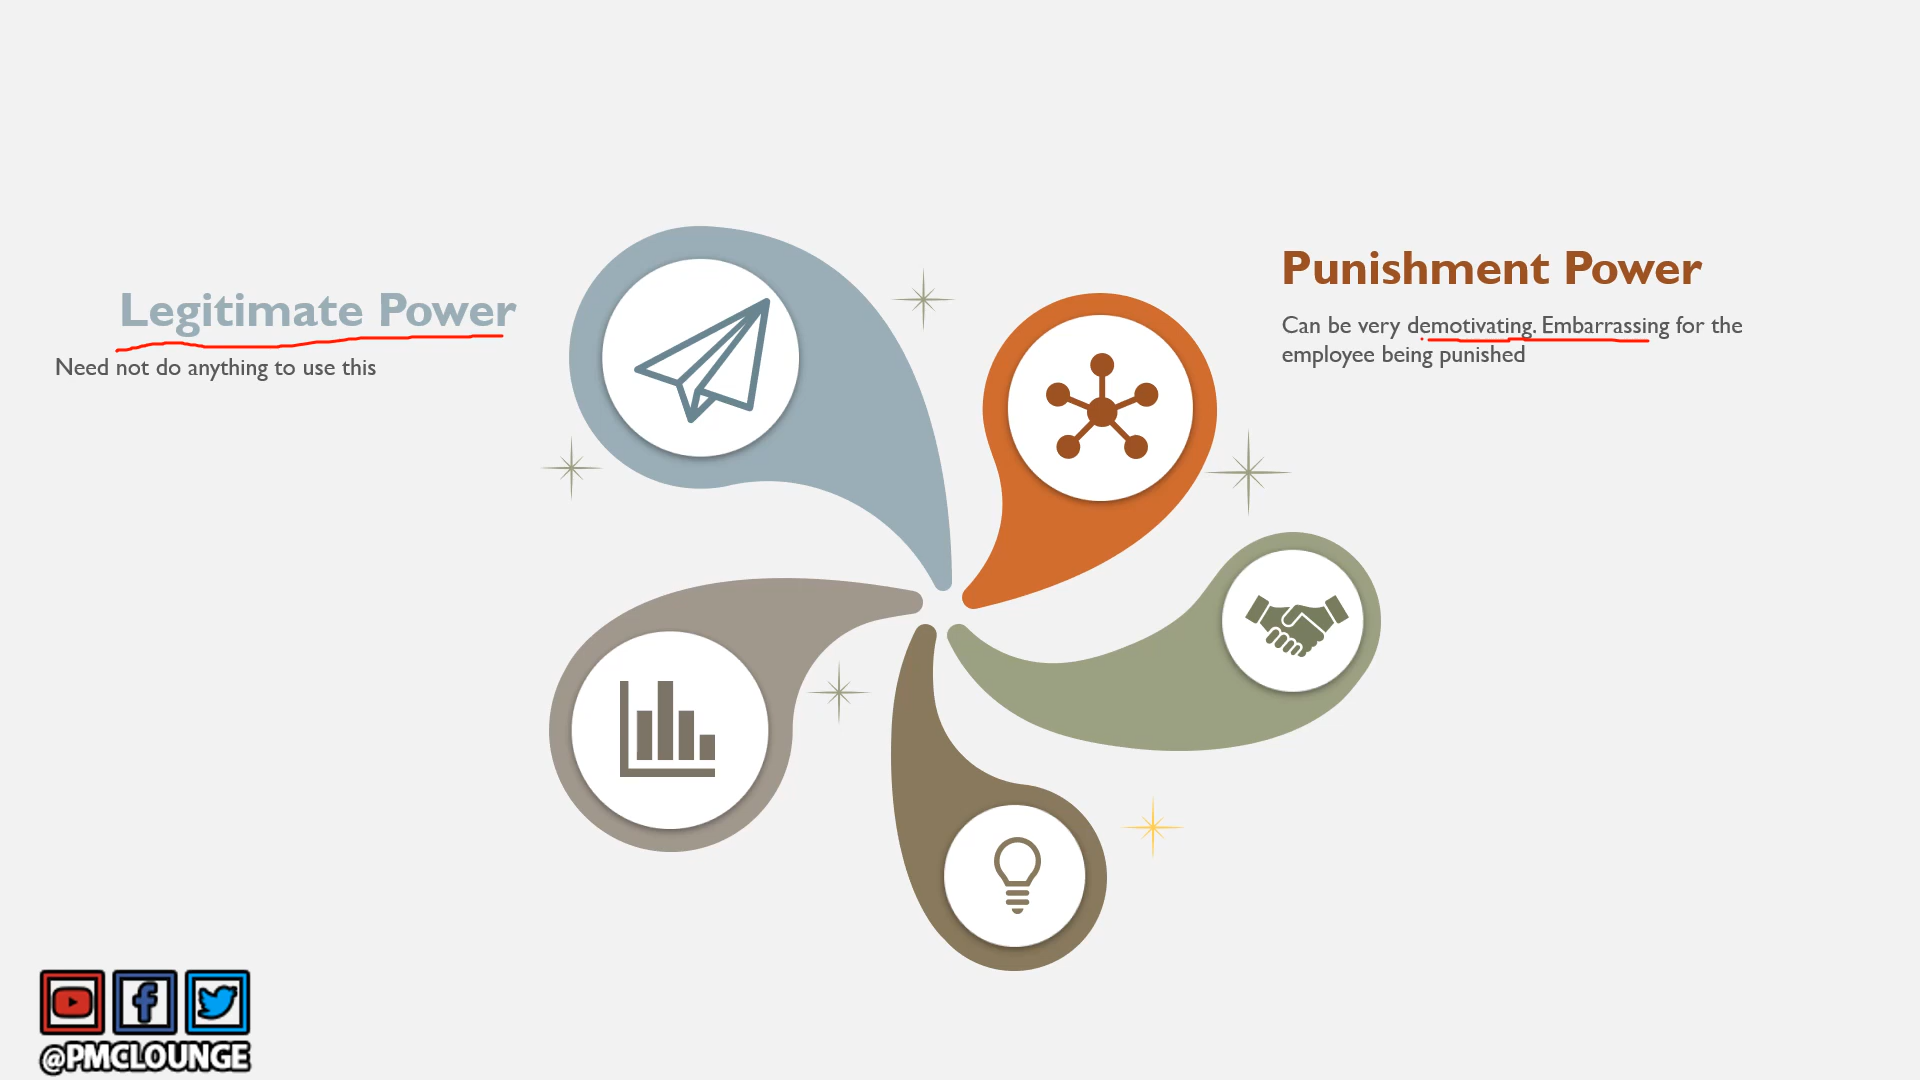 Legitimate Power
Need not do anything to use this
Punishment Power
Can be very demotivating. Embarrassing for the
employee being punished
@PMCLOUNGE